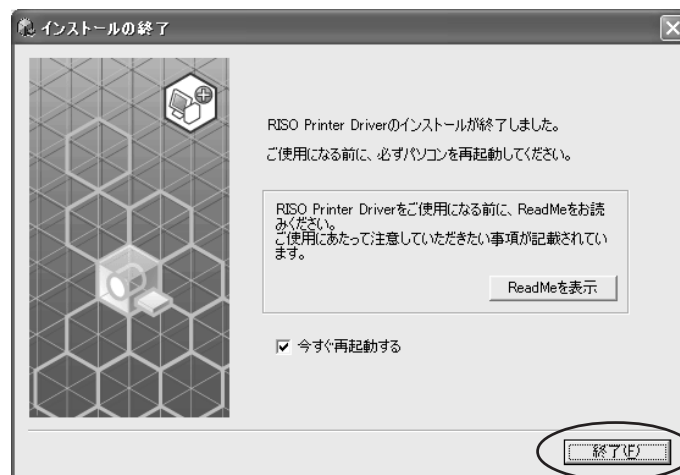 インストールの終了
RISO Printer Driverのインストールが終了しました。
ご使用になる前に、必ずパソコンを再起動してください。
RISO Printer Driverをご使用になる前に、ReadMeをお読
みください。
ご使用にあたって注意していただきたい事項が記載されてい
ます。
ReadMeを表示
今すぐ再起動する
終了(E)